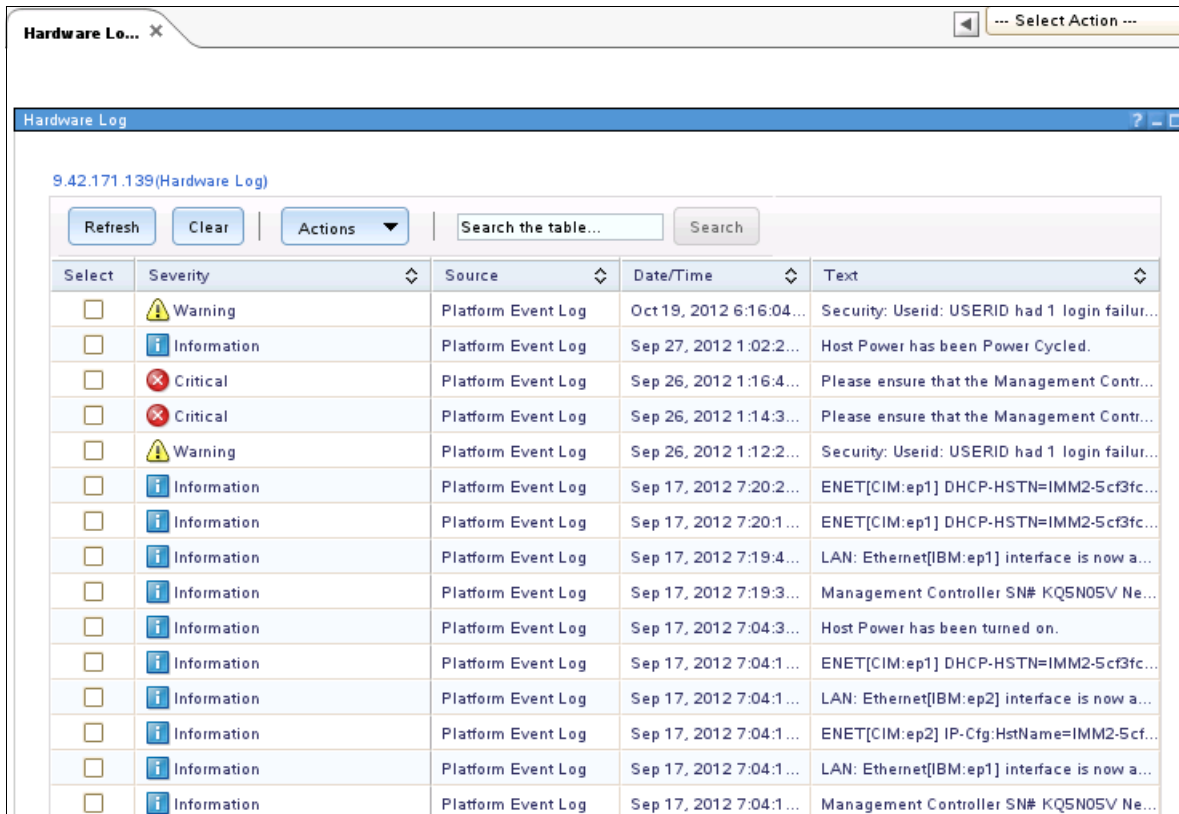 Hardware Lo... ×
--- Select Action ---
Hardware Log ?
9.42.171.139(Hardware Log)
Refresh Clear Actions Search the table... Search
Select Severity Source Date/Time Text
Warning Platform Event Log Oct 19, 2012 6:16:04... Security: Userid: USERID had 1 login failur...
Information Platform Event Log Sep 27, 2012 1:02:2... Host Power has been Power Cycled.
Critical Platform Event Log Sep 26, 2012 1:16:4... Please ensure that the Management Contr...
Critical Platform Event Log Sep 26, 2012 1:14:3... Please ensure that the Management Contr...
Warning Platform Event Log Sep 26, 2012 1:12:2... Security: Userid: USERID had 1 login failur...
Information Platform Event Log Sep 17, 2012 7:20:2... ENET[CIM:ep1] DHCP-HSTN=IMM2-5cf3fc...
Information Platform Event Log Sep 17, 2012 7:20:1... ENET[CIM:ep1] DHCP-HSTN=IMM2-5cf3fc...
Information Platform Event Log Sep 17, 2012 7:19:4... LAN: Ethernet[IBM:ep1] interface is now a...
Information Platform Event Log Sep 17, 2012 7:19:3... Management Controller SN# KQ5N05V Ne...
Information Platform Event Log Sep 17, 2012 7:04:3... Host Power has been turned on.
Information Platform Event Log Sep 17, 2012 7:04:1... ENET[CIM:ep1] DHCP-HSTN=IMM2-5cf3fc...
Information Platform Event Log Sep 17, 2012 7:04:1... LAN: Ethernet[IBM:ep2] interface is now a...
Information Platform Event Log Sep 17, 2012 7:04:1... ENET[CIM:ep2] IP-Cfg:HstName=IMM2-5cf...
Information Platform Event Log Sep 17, 2012 7:04:1... LAN: Ethernet[IBM:ep1] interface is now a...
Information Platform Event Log Sep 17, 2012 7:04:1... Management Controller SN# KQ5N05V Ne...